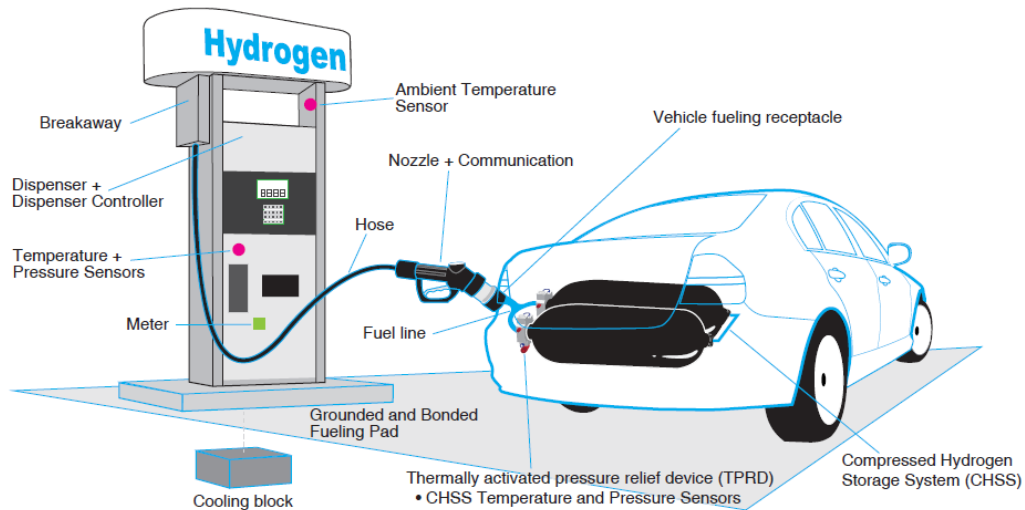 Hydrogen
Ambient Temperature
Sensor
Breakaway
Vehicle fueling receptacle
Nozzle + Communication
Dispenser +
Dispenser Controller
8888
Hose
Temperature +
Pressure Sensors
Meter
Fuel line
Grounded and Bonded
Fueling Pad
Cooling block
Thermally activated pressure relief device (TPRD)
• CHSS Temperature and Pressure Sensors
Compressed Hydrogen
Storage System (CHSS)